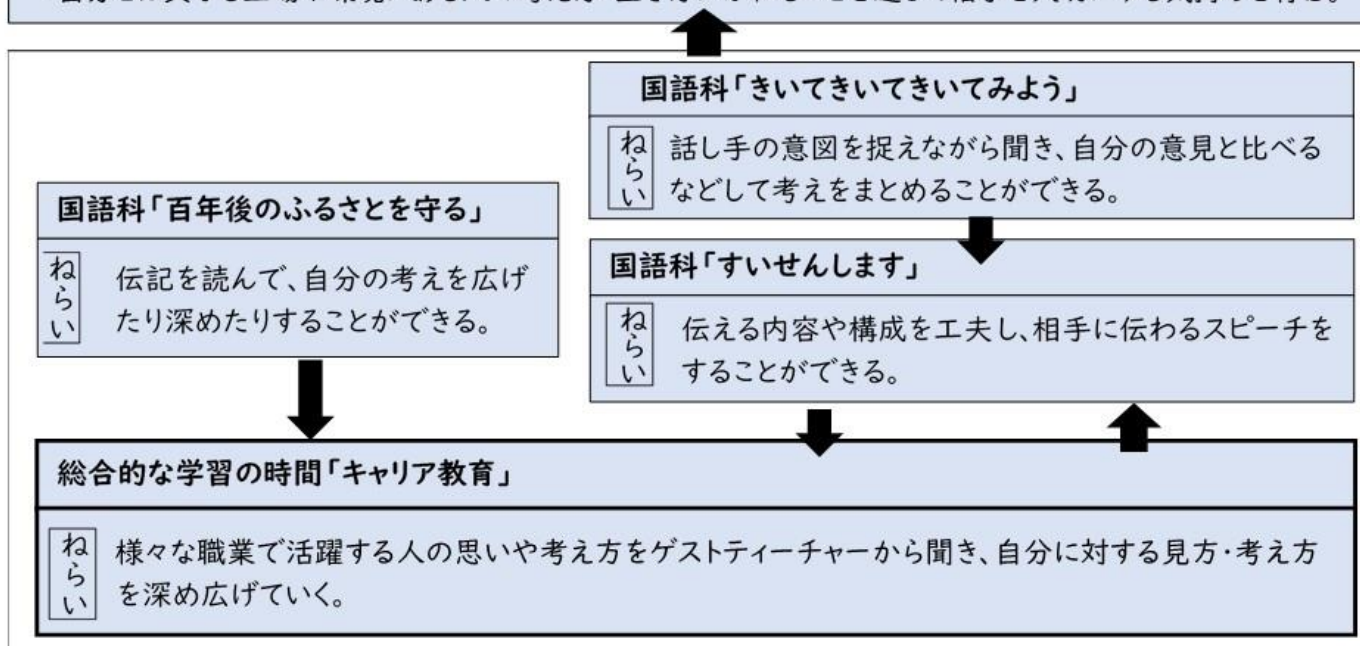 国語科「きいてきいてきいてみよう」
ねらい
話し手の意図を捉えながら聞き、自分の意見と比べる
などして考えをまとめることができる。
国語科「百年後のふるさとを守る」
ねらい
伝記を読んで、自分の考えを広げ
たり深めたりすることができる。
国語科「すいせんします」
ねらい
伝える内容や構成を工夫し、相手に伝わるスピーチを
することができる。
総合的な学習の時間「キャリア教育」
ねらい
様々な職業で活躍する人の思いや考え方をゲストティーチャーから聞き、自分に対する見方・考え方
を深め広げていく。